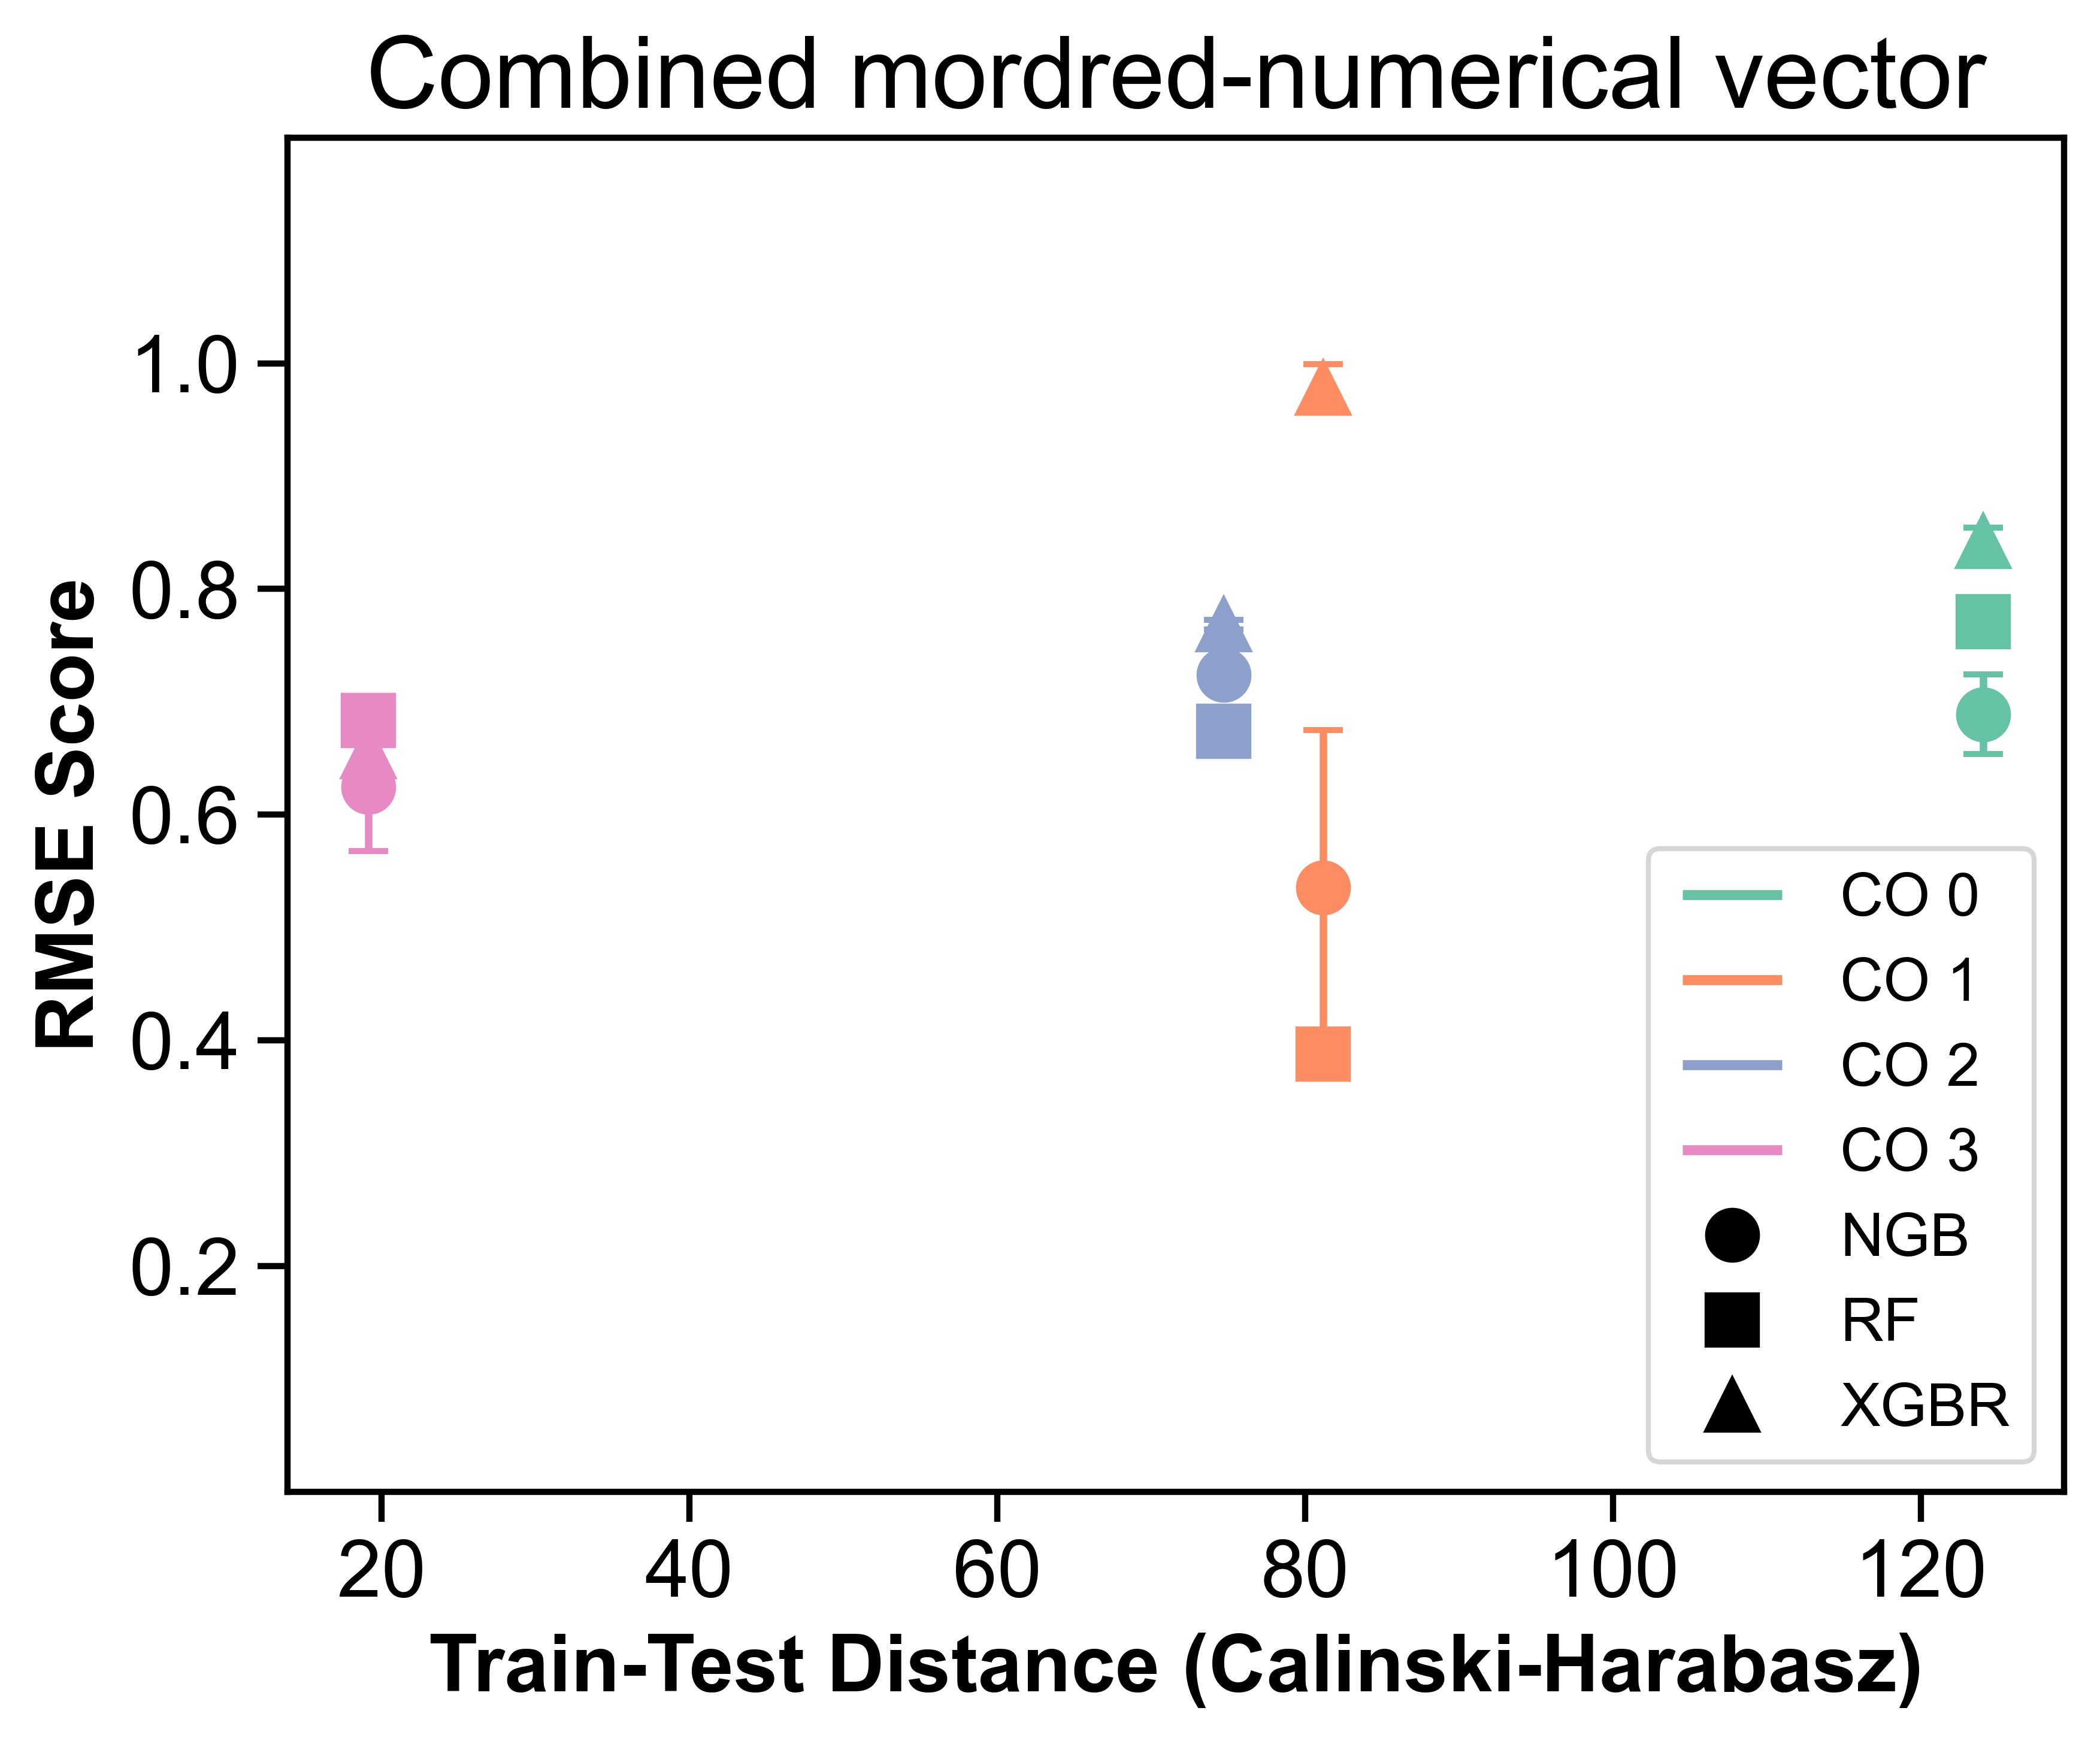 Combined mordred-numerical vector
RMSE Score
1.0
0.8
0.6
0.4
0.2
20 40 60 80 100 120
Train-Test Distance (Calinski-Harabasz)
CO 0
CO 1
CO 2
CO 3
NGB
RF
XGBR